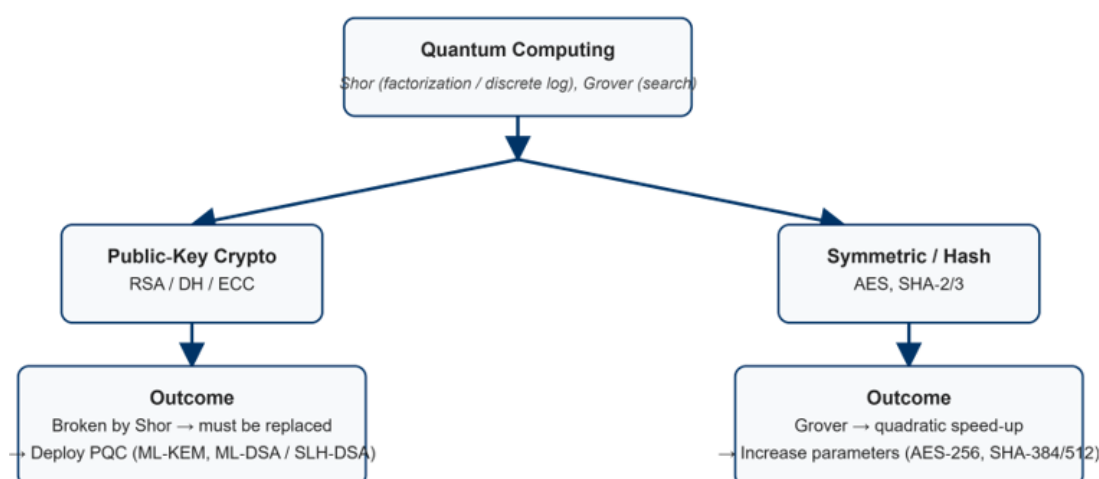 Quantum Computing
Shor (factorization / discrete log), Grover (search)
Public-Key Crypto
RSA / DH / ECC
Symmetric / Hash
AES, SHA-2/3
Outcome
Broken by Shor → must be replaced
→ Deploy PQC (ML-KEM, ML-DSA / SLH-DSA)
Outcome
Grover → quadratic speed-up
→ Increase parameters (AES-256, SHA-384/512)